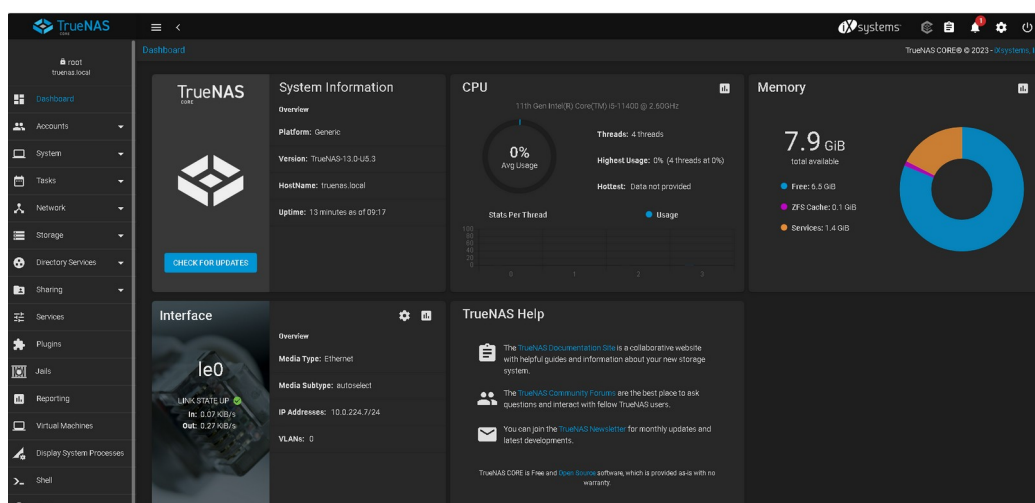 TrueNAS
CORE
iXsystems
1
Dashboard
TrueNAS CORE® © 2023 - iXsystems,
root
truenas.local
Dashboard
Accounts
System
Tasks
Network
Storage
Directory Services
Sharing
Services
Plugins
Jails
Reporting
Virtual Machines
Display System Processes
Shell
TrueNAS
CORE
CHECK FOR UPDATES
System Information
Overview
Platform: Generic
Version: TrueNAS-13.0-U5.3
HostName: truenas.local
Uptime: 13 minutes as of 09:17
CPU
11th Gen Intel(R) Core(TM) i5-11400 @ 2.60GHz
0%
Avg Usage
Threads: 4 threads
Highest Usage: 0% (4 threads at 0%)
Hottest: Data not provided
Stats Per Thread
Usage
100
80
60
40
20
0
0 1 2 3
Memory
7.9 GiB
total available
Free: 6.5 GiB
ZFS Cache: 0.1 GiB
Services: 1.4 GiB
Interface
le0
LINK STATE UP
In: 0.07 KiB/s
Out: 0.27 KiB/s
Overview
Media Type: Ethernet
Media Subtype: autoselect
IP Addresses: 10.0.224.7/24
VLANs: 0
TrueNAS Help
The TrueNAS Documentation Site is a collaborative website
with helpful guides and information about your new storage
system.
The TrueNAS Community Forums are the best place to ask
questions and interact with fellow TrueNAS users.
You can join the TrueNAS Newsletter for monthly updates and
latest developments.
TrueNAS CORE is Free and Open Source software, which is provided as-is with no
warranty.